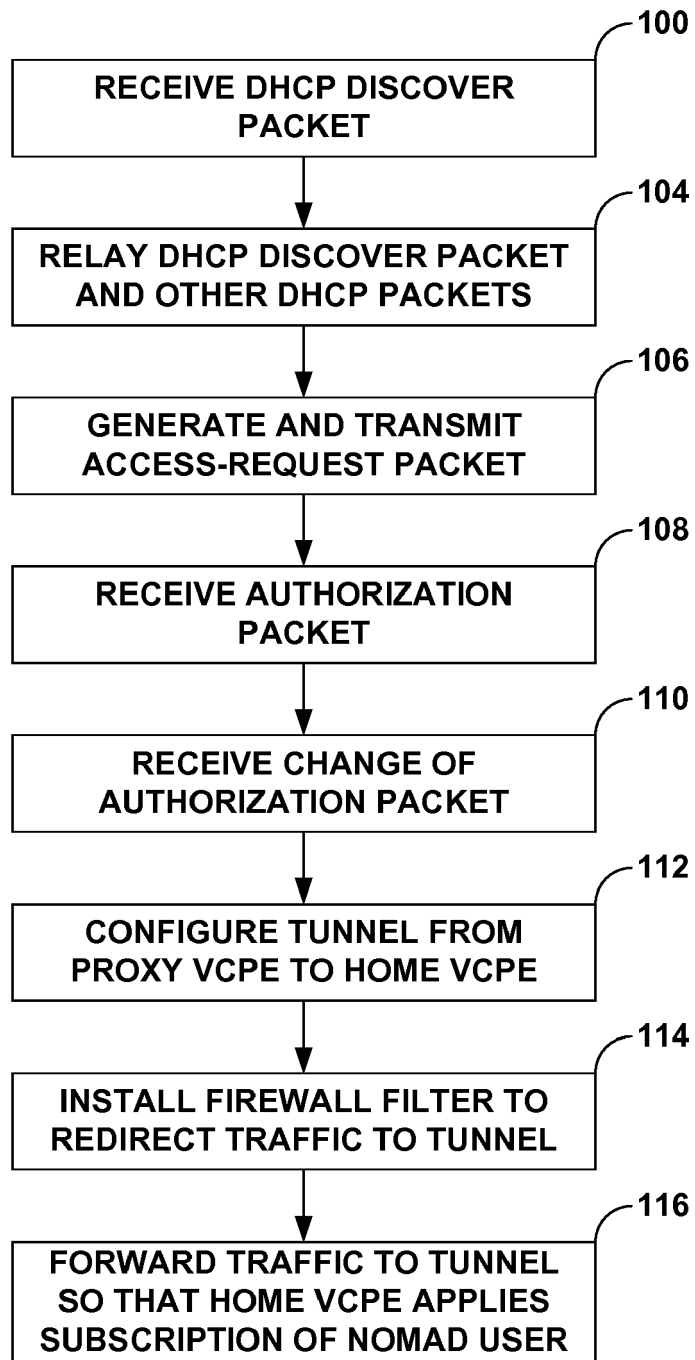 100
RECEIVE DHCP DISCOVER
PACKET
104
RELAY DHCP DISCOVER PACKET
AND OTHER DHCP PACKETS
106
GENERATE AND TRANSMIT
ACCESS-REQUEST PACKET
108
RECEIVE AUTHORIZATION
PACKET
110
RECEIVE CHANGE OF
AUTHORIZATION PACKET
112
CONFIGURE TUNNEL FROM
PROXY VCPE TO HOME VCPE
114
INSTALL FIREWALL FILTER TO
REDIRECT TRAFFIC TO TUNNEL
116
FORWARD TRAFFIC TO TUNNEL
SO THAT HOME VCPE APPLIES
SUBSCRIPTION OF NOMAD USER